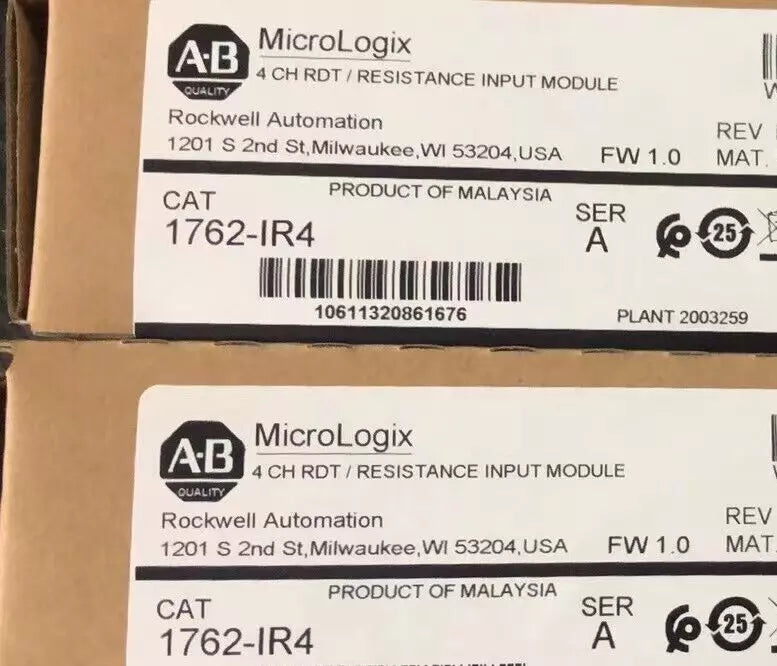 A·B
QUALITY
MicroLogix
4 CH RDT / RESISTANCE INPUT MODULE
Rockwell Automation
1201 S 2nd St,Milwaukee,WI 53204,USA
FW 1.0
REV
MAT.
PRODUCT OF MALAYSIA
CAT
1762-IR4
SER
A
25
10611320861676
PLANT 2003259
A·B
QUALITY
MicroLogix
4 CH RDT / RESISTANCE INPUT MODULE
Rockwell Automation
1201 S 2nd St,Milwaukee,WI 53204,USA
FW 1.0
REV
MAT.
PRODUCT OF MALAYSIA
CAT
1762-IR4
SER
A
25